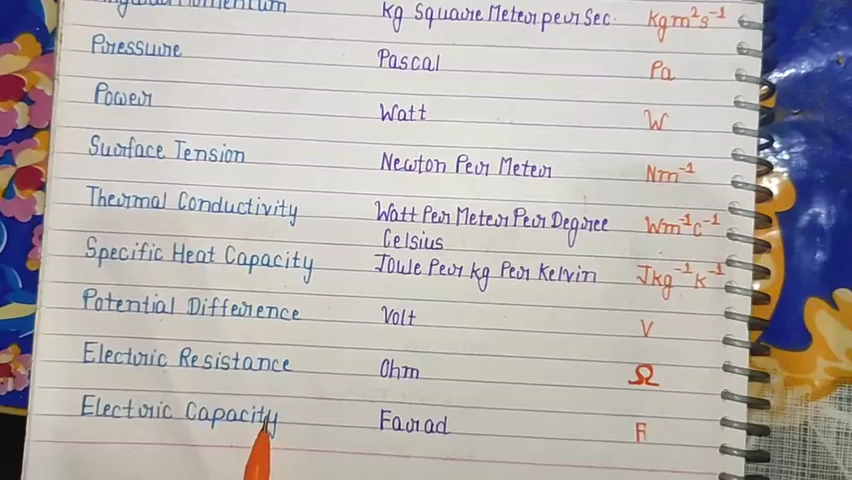 Momentum Kg Square Meter per Sec. Kgm²s⁻¹
Pressure Pascal Pa
Power Watt W
Surface Tension Newton Per Meter Nm⁻¹
Thermal Conductivity Watt Per Meter Per Degree Wm⁻¹c⁻¹
Celsius
Specific Heat Capacity Joule Per kg Per Kelvin Jkg⁻¹K⁻¹
Potential Difference Volt V
Electric Resistance Ohm Ω
Electric Capacity Farad F